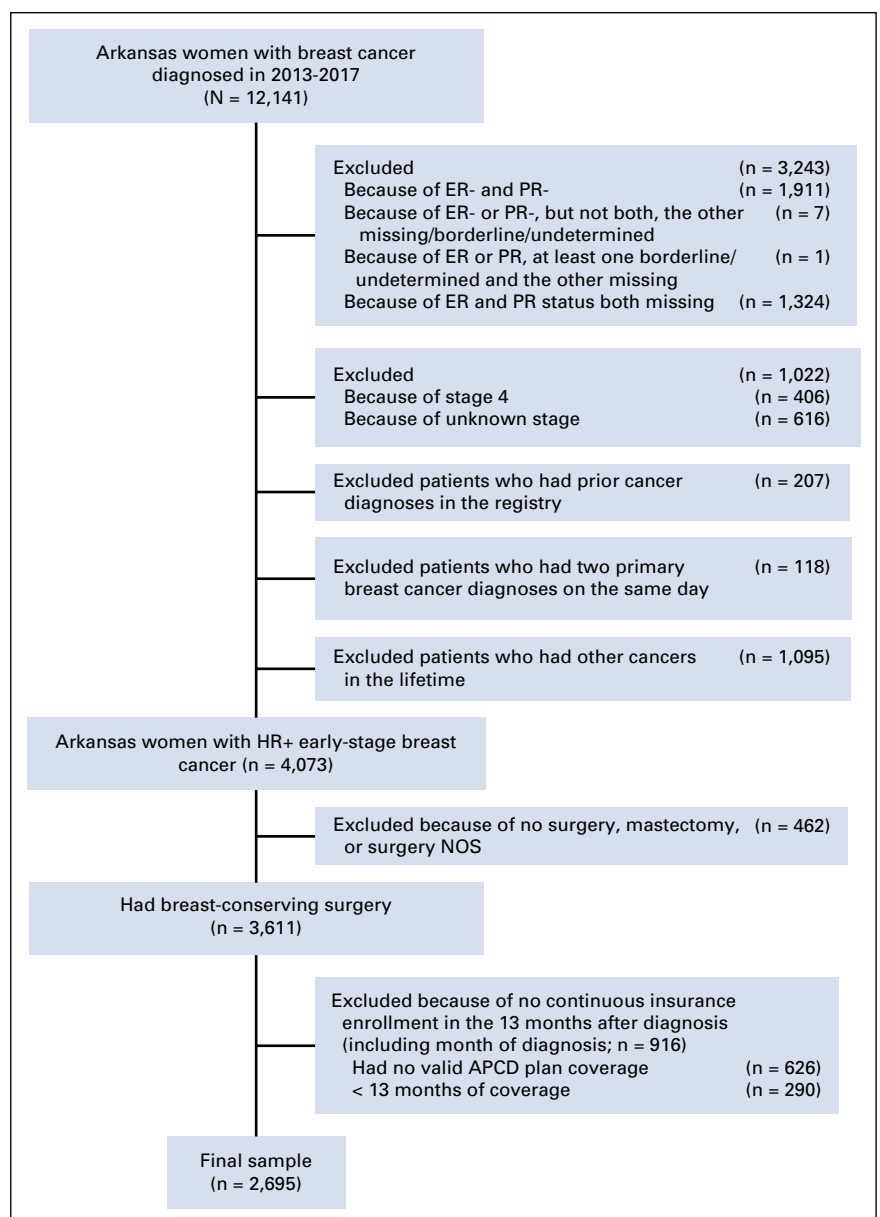 Arkansas women with breast cancer
diagnosed in 2013-2017
(N = 12,141)
Excluded (n = 3,243)
Because of ER- and PR- (n = 1,911)
Because of ER- or PR-, but not both, the other (n = 7)
missing/borderline/undetermined
Because of ER or PR, at least one borderline/ (n = 1)
undetermined and the other missing
Because of ER and PR status both missing (n = 1,324)
Excluded (n = 1,022)
Because of stage 4 (n = 406)
Because of unknown stage (n = 616)
Excluded patients who had prior cancer (n = 207)
diagnoses in the registry
Excluded patients who had two primary (n = 118)
breast cancer diagnoses on the same day
Excluded patients who had other cancers (n = 1,095)
in the lifetime
Arkansas women with HR+ early-stage breast
cancer (n = 4,073)
Excluded because of no surgery, mastectomy, (n = 462)
or surgery NOS
Had breast-conserving surgery
(n = 3,611)
Excluded because of no continuous insurance
enrollment in the 13 months after diagnosis
(including month of diagnosis; n = 916)
Had no valid APCD plan coverage (n = 626)
< 13 months of coverage (n = 290)
Final sample
(n = 2,695)